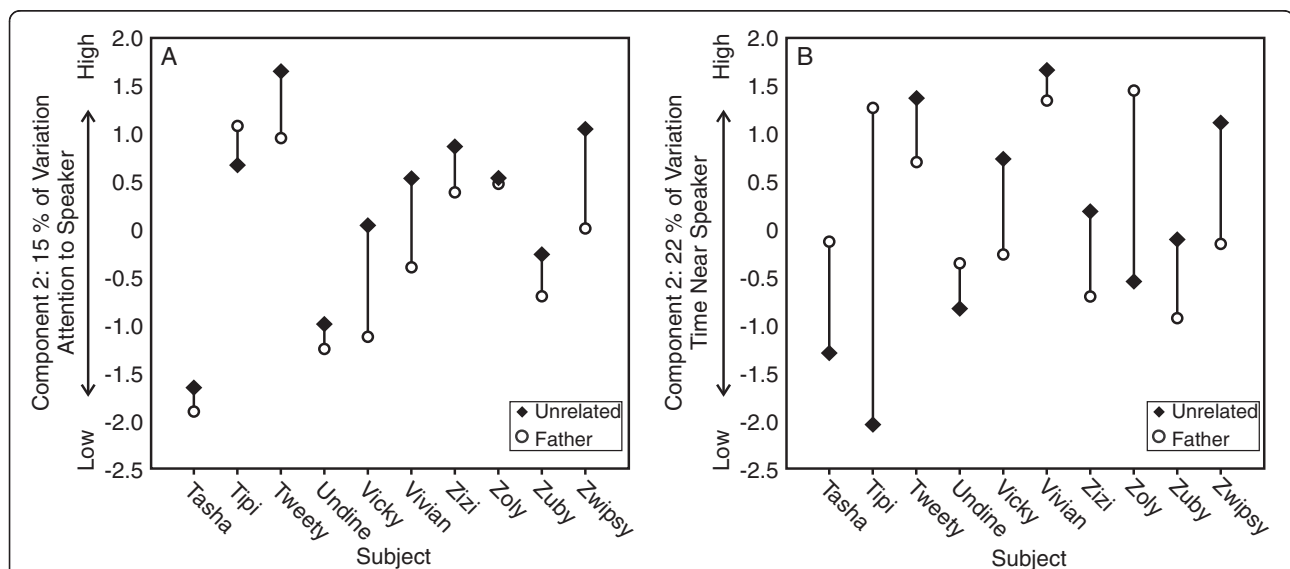 A
High
Low
Component 2: 15 % of Variation
Attention to Speaker
2.0
1.5
1.0
0.5
0
-0.5
-1.0
-1.5
-2.0
-2.5
Unrelated
Father
Tasha
Tipi
Tweety
Undine
Vicky
Vivian
Zizi
Zoly
Zuby
Zwipsy
Subject
B
High
Low
Component 2: 22 % of Variation
Time Near Speaker
2.0
1.5
1.0
0.5
0
-0.5
-1.0
-1.5
-2.0
-2.5
Unrelated
Father
Tasha
Tipi
Tweety
Undine
Vicky
Vivian
Zizi
Zoly
Zuby
Zwipsy
Subject